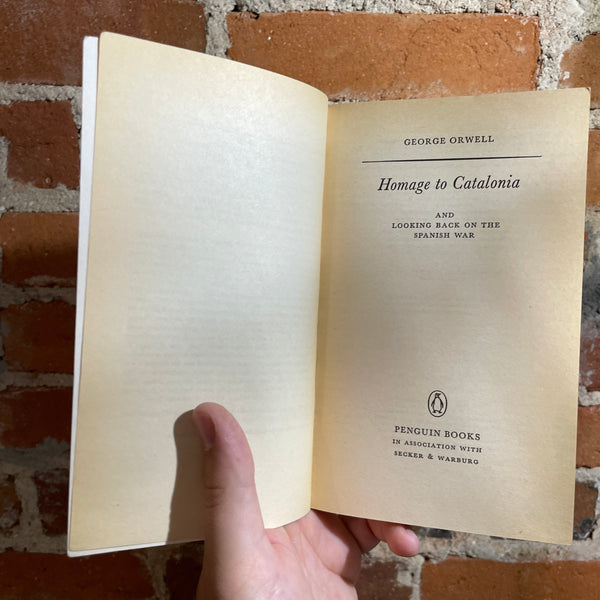 GEORGE ORWELL
Homage to Catalonia
AND
LOOKING BACK ON THE
SPANISH WAR
PENGUIN BOOKS
IN ASSOCIATION WITH
SECKER & WARBURG